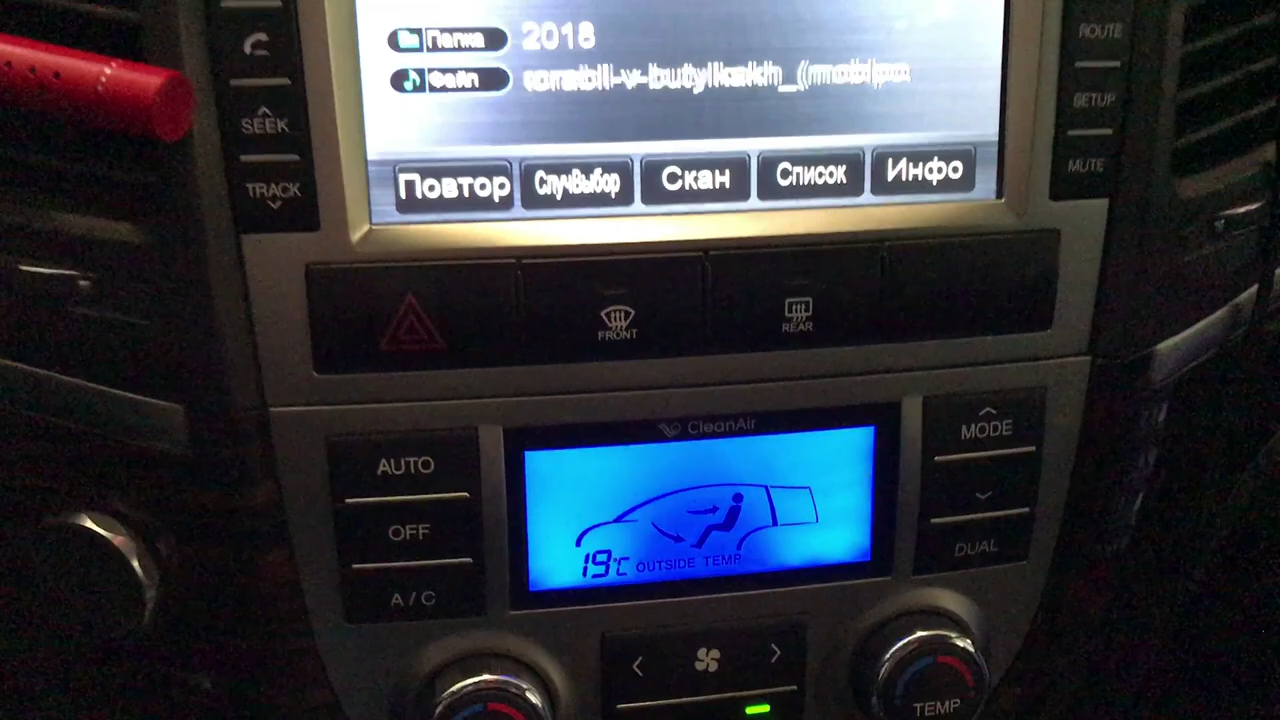 Папка 2018
Файл
SEEK
TRACK
ROUTE
SETUP
MUTE
Повтор СлучВыбор Скан Список Инфо
FRONT
REAR
CleanAir
AUTO
OFF
A/C
19°C OUTSIDE TEMP
MODE
DUAL
TEMP